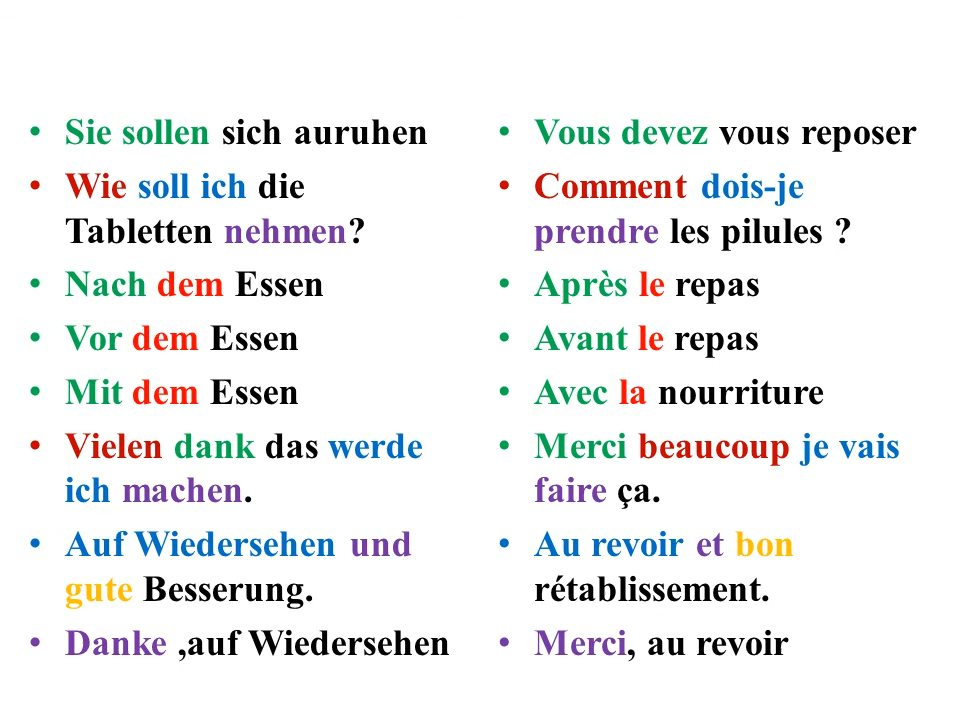 • Sie sollen sich auruhen
• Wie soll ich die
Tabletten nehmen?
• Nach dem Essen
• Vor dem Essen
• Mit dem Essen
• Vielen dank das werde
ich machen.
• Auf Wiedersehen und
gute Besserung.
• Danke ,auf Wiedersehen
• Vous devez vous reposer
• Comment dois-je
prendre les pilules ?
• Après le repas
• Avant le repas
• Avec la nourriture
• Merci beaucoup je vais
faire ça.
• Au revoir et bon
rétablissement.
• Merci, au revoir